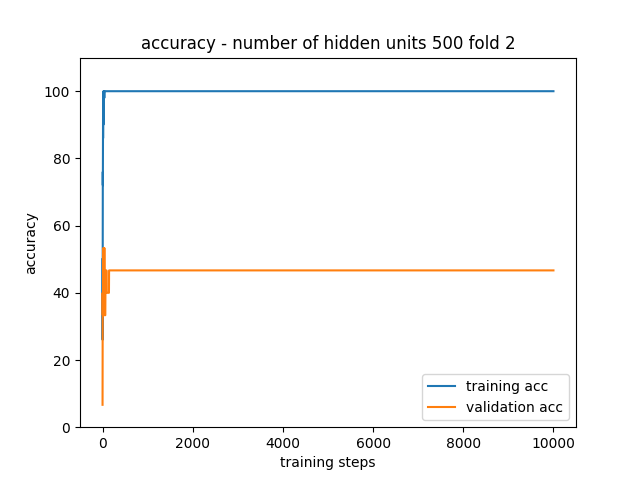 accuracy - number of hidden units 500 fold 2
100
80
60
40
20
0
accuracy
0 2000 4000 6000 8000 10000
training steps
training acc
validation acc